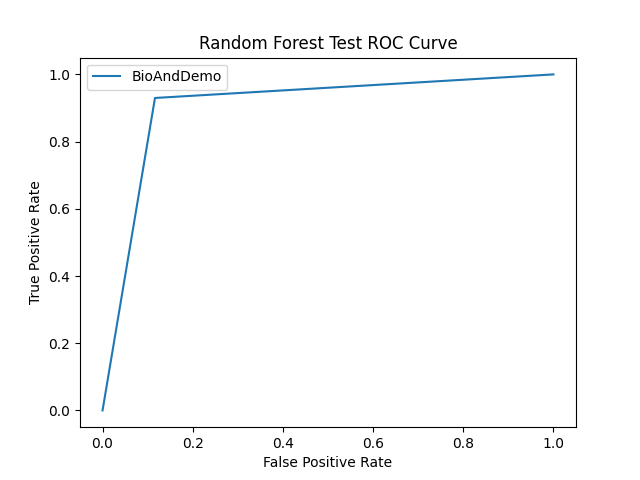 Random Forest Test ROC Curve
BioAndDemo
True Positive Rate
1.0
0.8
0.6
0.4
0.2
0.0
0.0 0.2 0.4 0.6 0.8 1.0
False Positive Rate